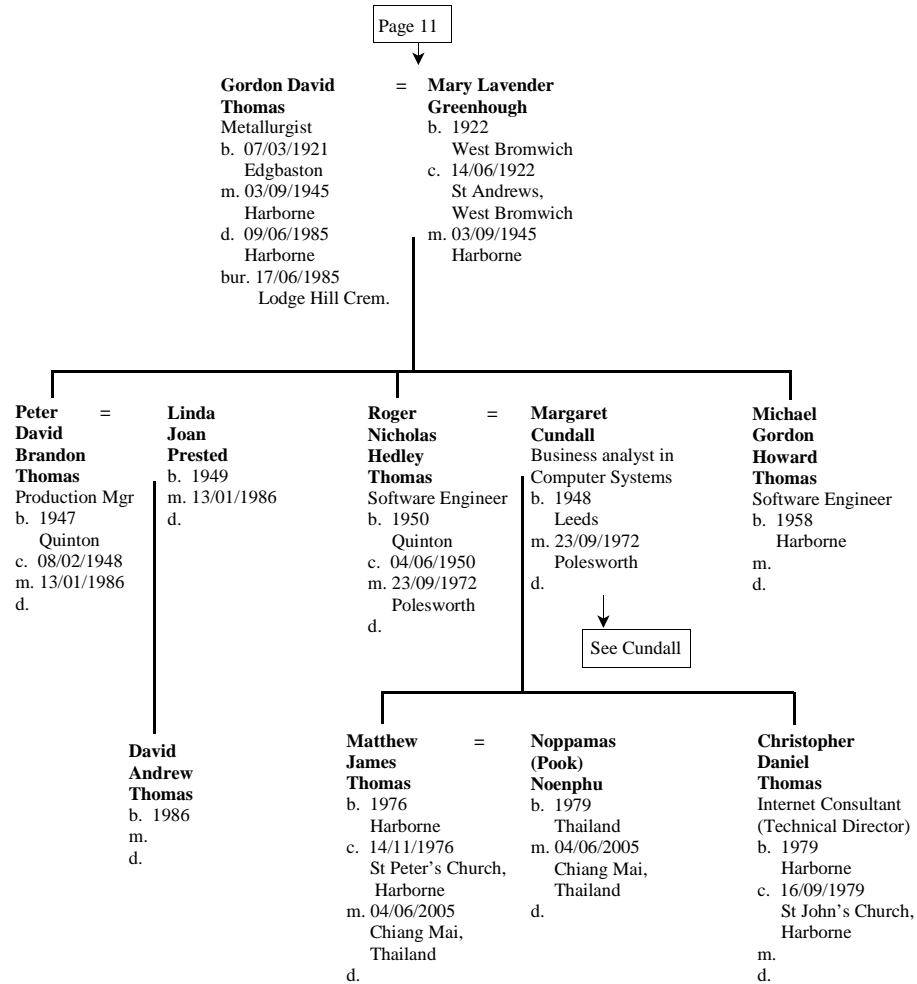 Page 11
Gordon David
Thomas
Metallurgist
b. 07/03/1921
Edgbaston
m. 03/09/1945
Harborne
d. 09/06/1985
Harborne
bur. 17/06/1985
Lodge Hill Crem.
=
Mary Lavender
Greenhough
b. 1922
West Bromwich
c. 14/06/1922
St Andrews,
West Bromwich
m. 03/09/1945
Harborne
Peter
David
Brandon
Thomas
Production Mgr
b. 1947
Quinton
c. 08/02/1948
m. 13/01/1986
d.
=
Linda
Joan
Prested
b. 1949
m. 13/01/1986
d.
Roger
Nicholas
Hedley
Thomas
Software Engineer
b. 1950
Quinton
c. 04/06/1950
m. 23/09/1972
Polesworth
d.
=
Margaret
Cundall
Business analyst in
Computer Systems
b. 1948
Leeds
m. 23/09/1972
Polesworth
d.
See Cundall
Michael
Gordon
Howard
Thomas
Software Engineer
b. 1958
Harborne
m.
d.
David
Andrew
Thomas
b. 1986
m.
d.
Matthew
James
Thomas
b. 1976
Harborne
c. 14/11/1976
St Peter's Church,
Harborne
m. 04/06/2005
Chiang Mai,
Thailand
d.
=
Noppamas
(Pook)
Noenphu
b. 1979
Thailand
m. 04/06/2005
Chiang Mai,
Thailand
d.
Christopher
Daniel
Thomas
Internet Consultant
(Technical Director)
b. 1979
Harborne
c. 16/09/1979
St John's Church,
Harborne
m.
d.